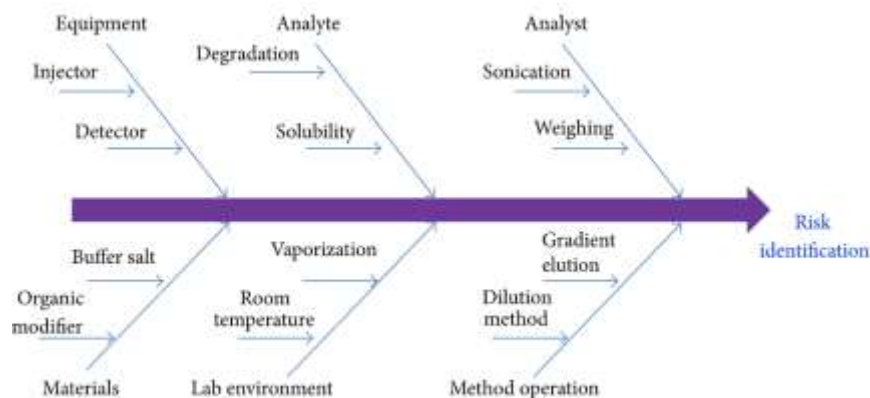 Equipment
Analyte
Analyst
Injector
Degradation
Sonication
Detector
Solubility
Weighing
Risk
identification
Buffer salt
Vaporization
Gradient
elution
Organic
modifier
Room
temperature
Dilution
method
Materials
Lab environment
Method operation